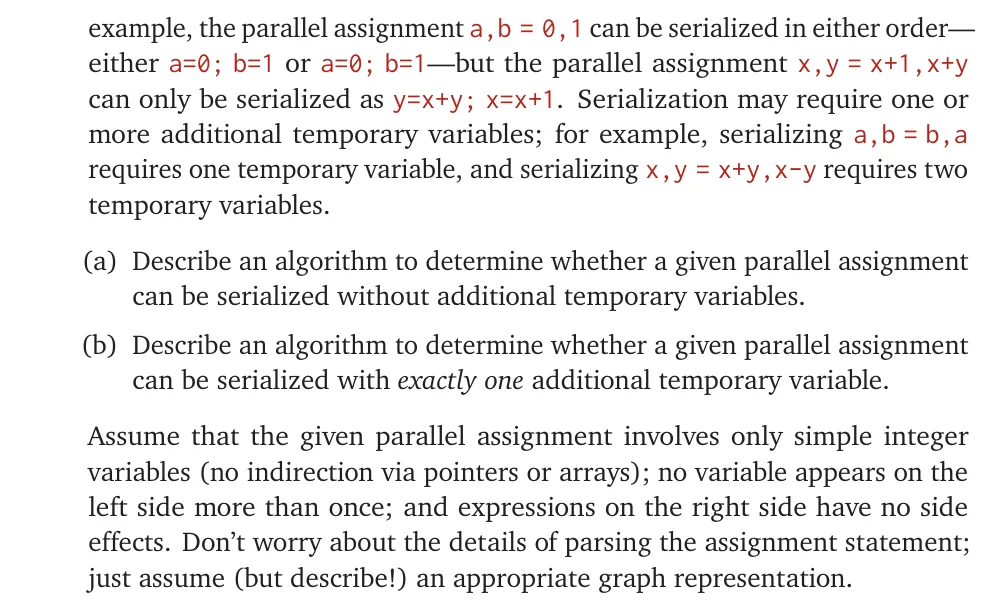 example, the parallel assignment a,b = 0,1 can be serialized in either order—
either a=0; b=1 or a=0; b=1—but the parallel assignment x,y = x+1,x+y
can only be serialized as y=x+y; x=x+1. Serialization may require one or
more additional temporary variables; for example, serializing a,b = b,a
requires one temporary variable, and serializing x,y = x+y,x-y requires two
temporary variables.
(a) Describe an algorithm to determine whether a given parallel assignment
can be serialized without additional temporary variables.
(b) Describe an algorithm to determine whether a given parallel assignment
can be serialized with exactly one additional temporary variable.
Assume that the given parallel assignment involves only simple integer
variables (no indirection via pointers or arrays); no variable appears on the
left side more than once; and expressions on the right side have no side
effects. Don’t worry about the details of parsing the assignment statement;
just assume (but describe!) an appropriate graph representation.